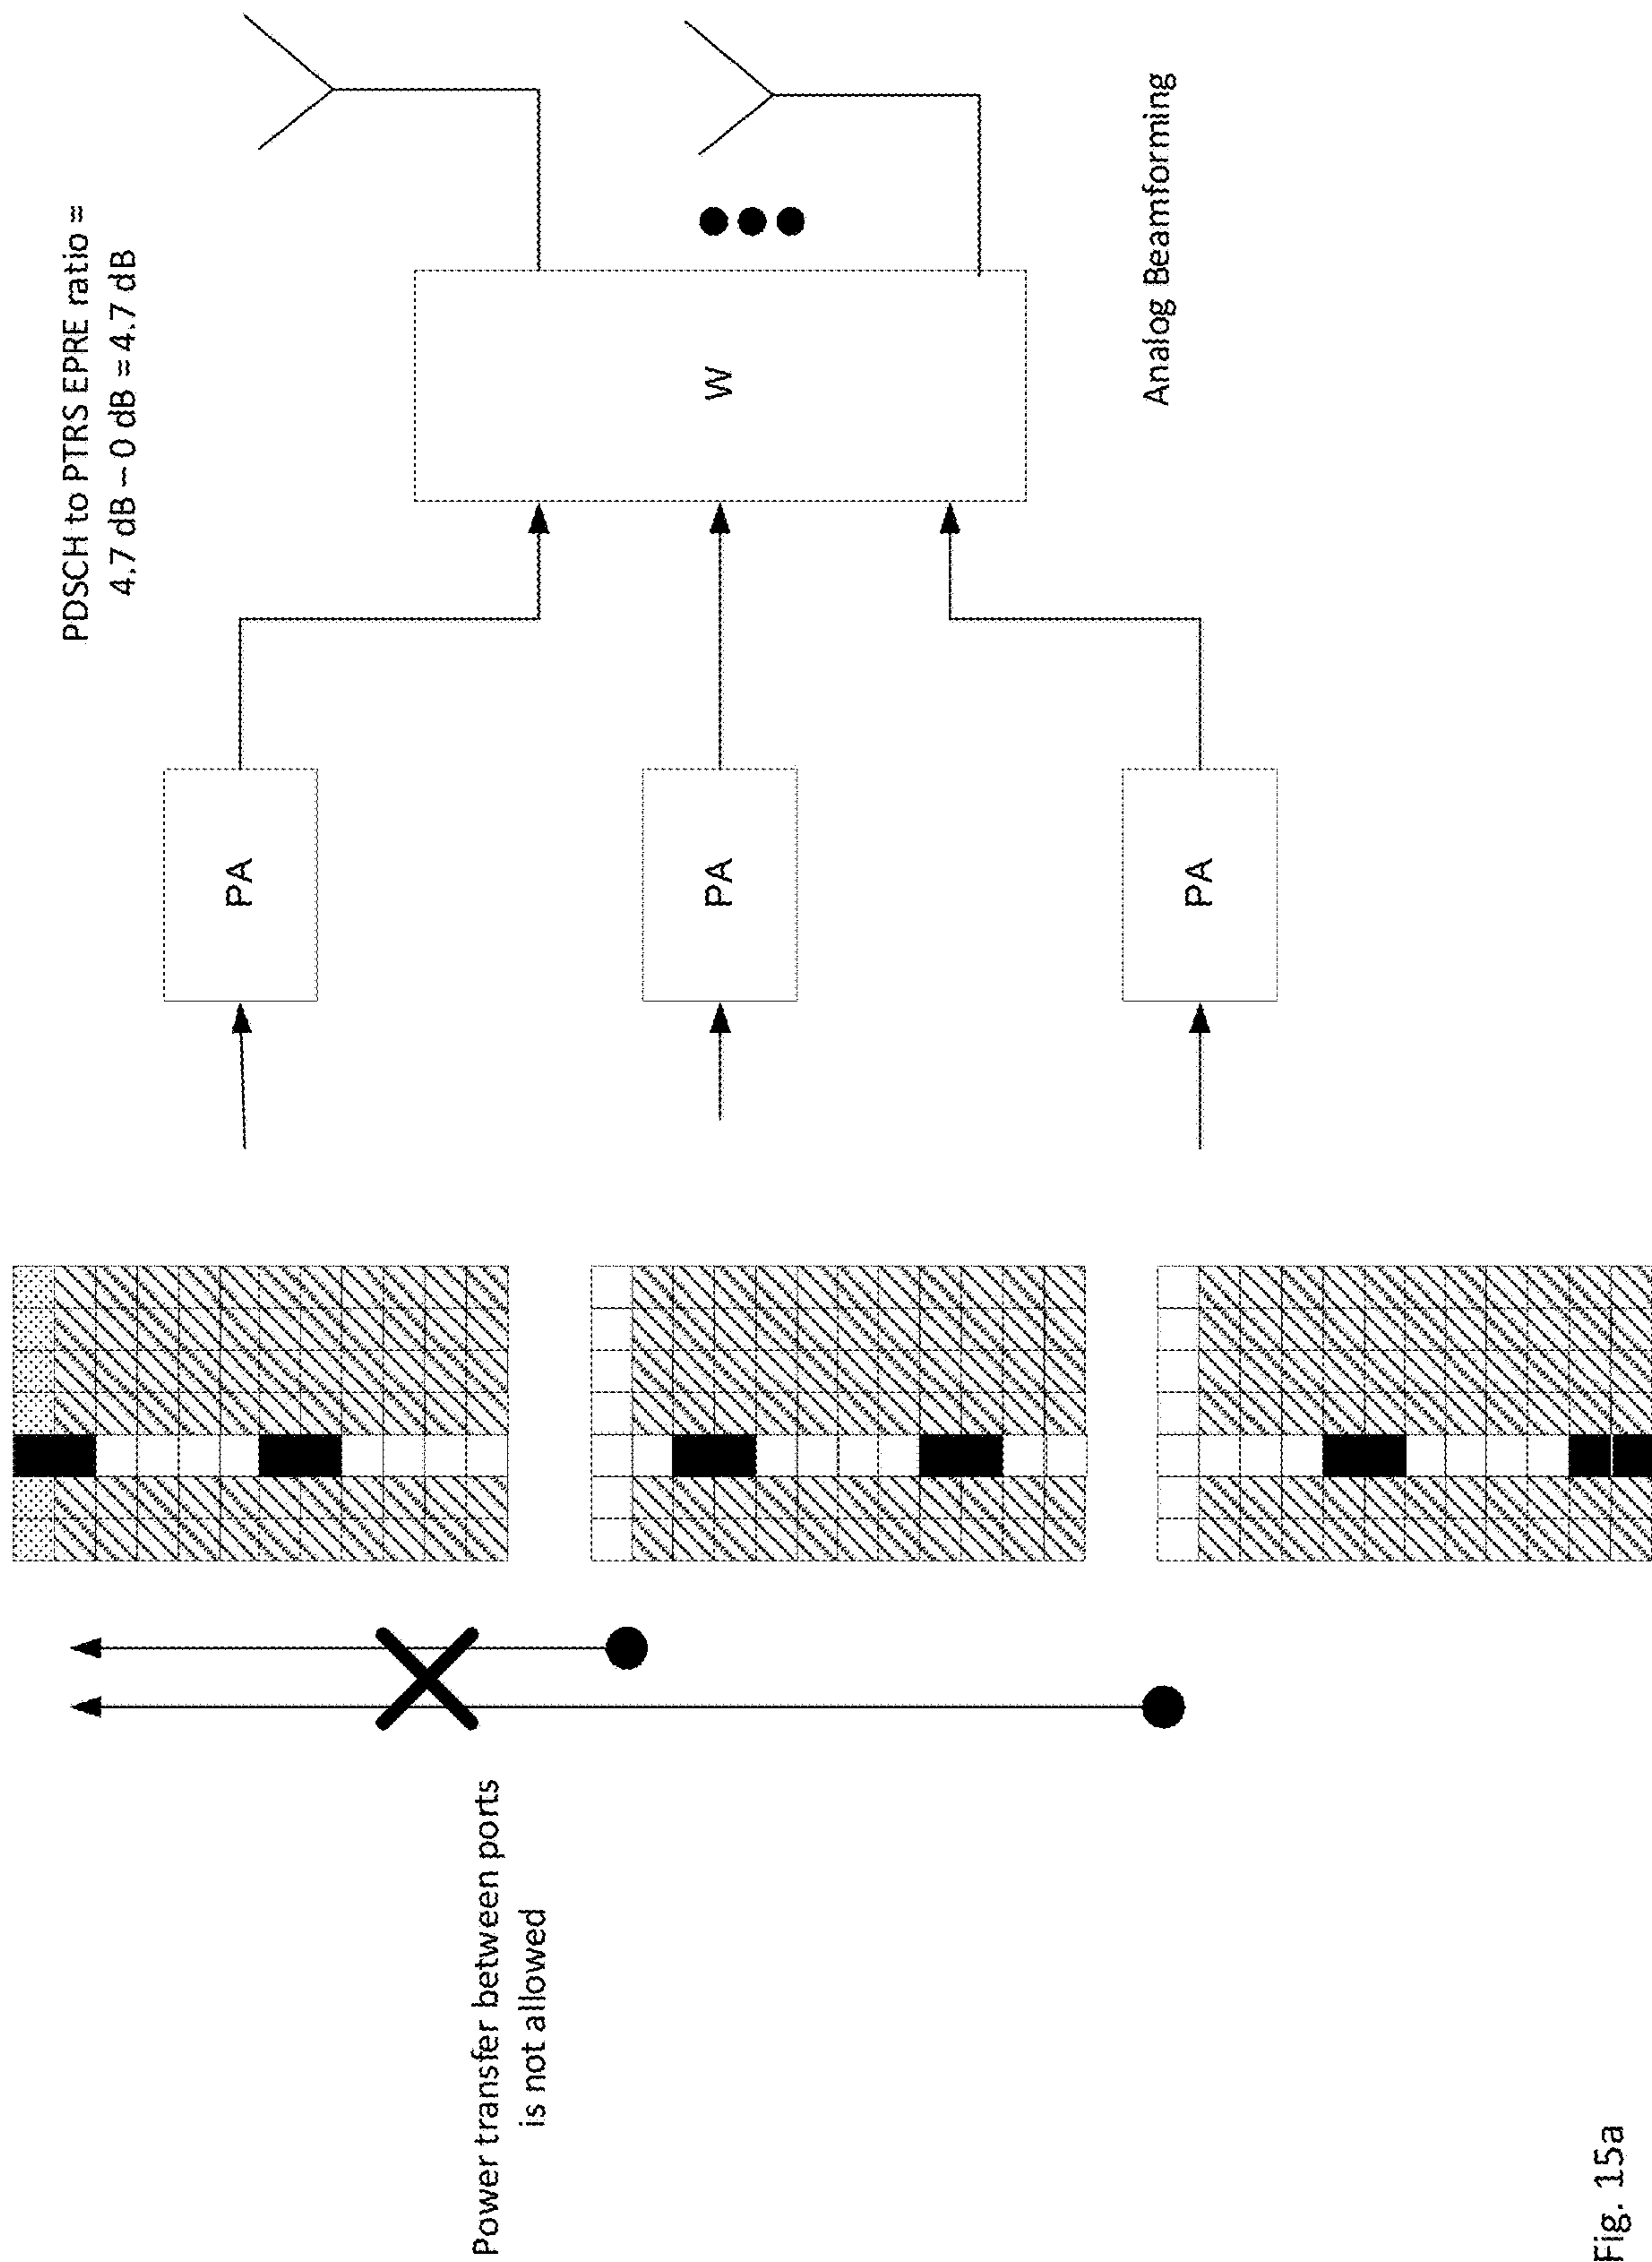 Power transfer between ports
is not allowed
PA
PA
PA
W
PDSCH to PTRS EPRE ratio =
4.7 dB – 0 dB = 4.7 dB
Analog Beamforming
Fig. 15a